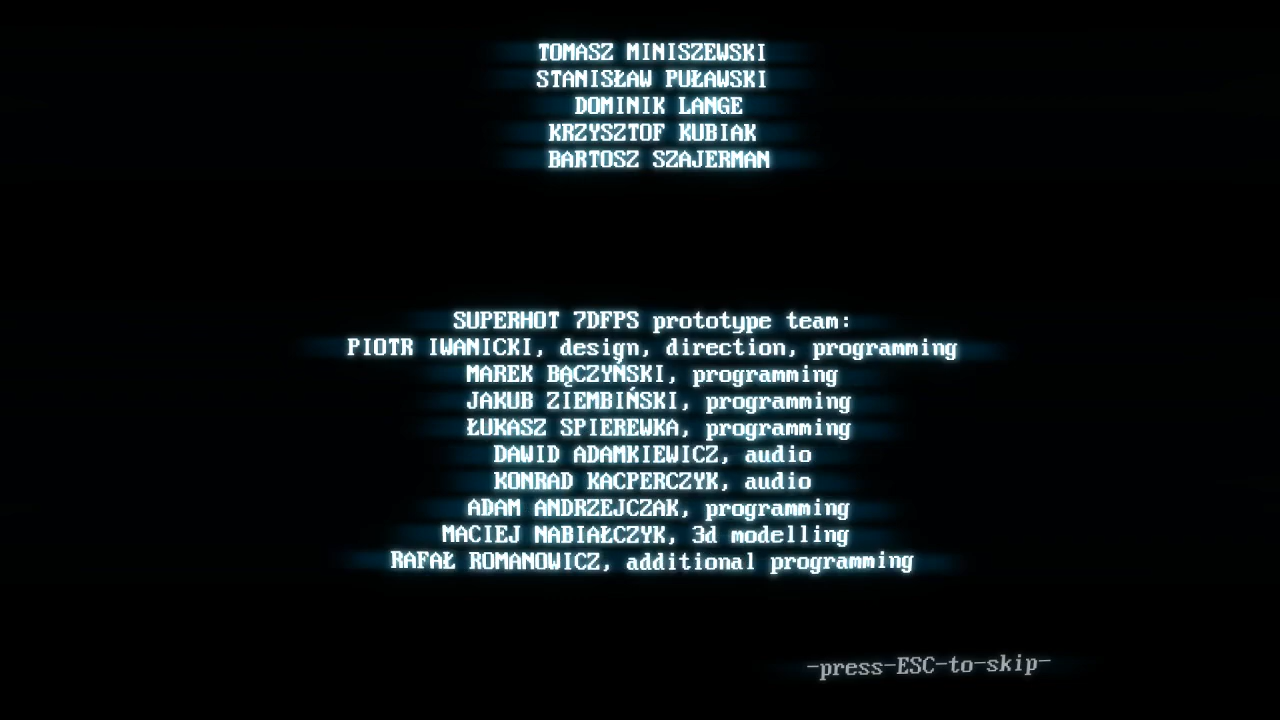 TOMASZ MINISZEWSKI
STANISŁAW PUŁAWSKI
DOMINIK LANGE
KRZYSZTOF KUBIAK
BARTOSZ SZAJERMAN
SUPERHOT 7DFPS prototype team:
PIOTR IWANICKI, design, direction, programming
MAREK BĄCZYŃSKI, programming
JAKUB ZIEMBIŃSKI, programming
ŁUKASZ SPIEREWKA, programming
DAWID ADAMKIEWICZ, audio
KONRAD KACPERCZYK, audio
ADAM ANDRZEJCZAK, programming
MACIEJ NABIAŁCZYK, 3d modelling
RAFAŁ ROMANOWICZ, additional programming
-press-ESC-to-skip-